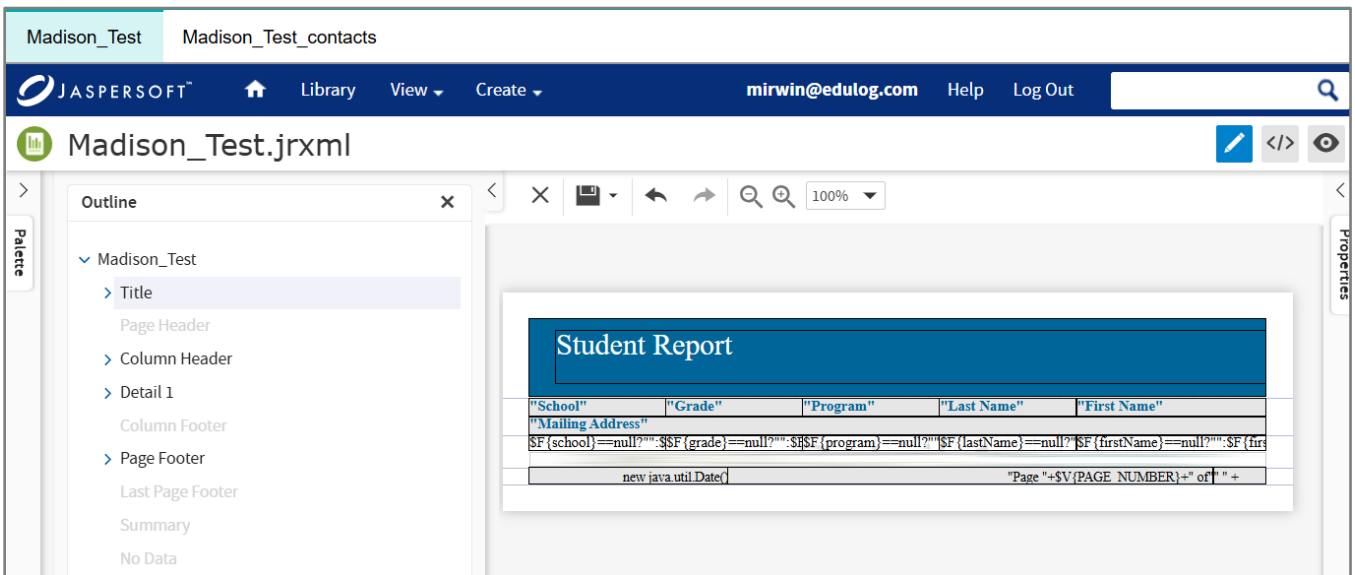 Madison_Test Madison_Test_contacts
JASPERSOFT™ Library View Create mirwin@edulog.com Help Log Out
Madison_Test.jrxml </>
Outline
100%
Palette
Properties
Madison_Test
Title
Page Header
Column Header
Detail 1
Column Footer
Page Footer
Last Page Footer
Summary
No Data
Student Report
"School" "Grade" "Program" "Last Name" "First Name"
"Mailing Address"
$F{school}==null?"":$ $F{grade}==null?"":$F $F{program}==null?"" $F{lastName}==null?" $F{firstName}==null?"":$F{firs
new java.util.Date() "Page "+$V{PAGE_NUMBER}+" of " " " +